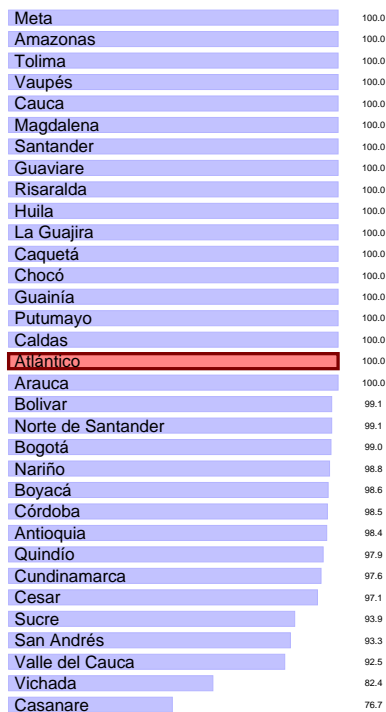 Meta 100.0
Amazonas 100.0
Tolima 100.0
Vaupés 100.0
Cauca 100.0
Magdalena 100.0
Santander 100.0
Guaviare 100.0
Risaralda 100.0
Huila 100.0
La Guajira 100.0
Caquetá 100.0
Chocó 100.0
Guainía 100.0
Putumayo 100.0
Caldas 100.0
Atlántico 100.0
Arauca 100.0
Bolivar 99.1
Norte de Santander 99.1
Bogotá 99.0
Nariño 98.8
Boyacá 98.6
Córdoba 98.5
Antioquia 98.4
Quindío 97.9
Cundinamarca 97.6
Cesar 97.1
Sucre 93.9
San Andrés 93.3
Valle del Cauca 92.5
Vichada 82.4
Casanare 76.7